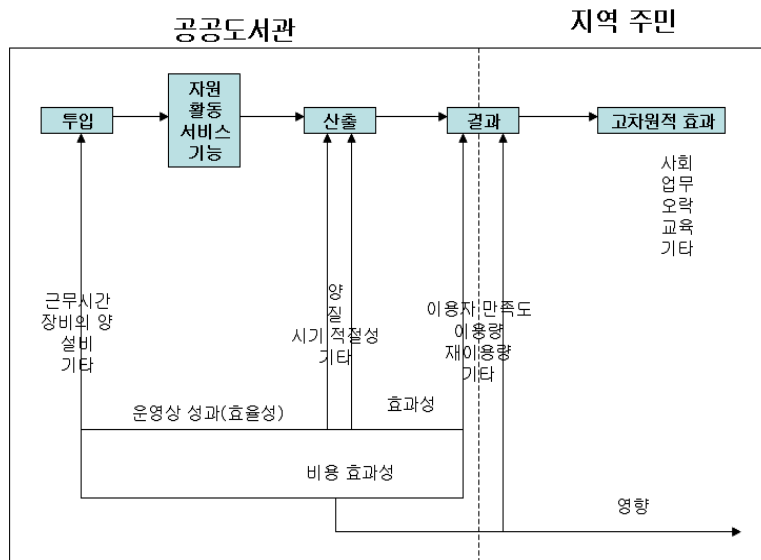 공공도서관
지역 주민
투입
자원
활동
서비스
기능
산출
결과
고차원적 효과
사회
업무
오락
교육
기타
근무시간
장비의 양
설비
기타
양
질
시기 적절성
기타
이용자 만족도
이용량
재이용량
기타
운영상 성과(효율성)
효과성
비용 효과성
영향